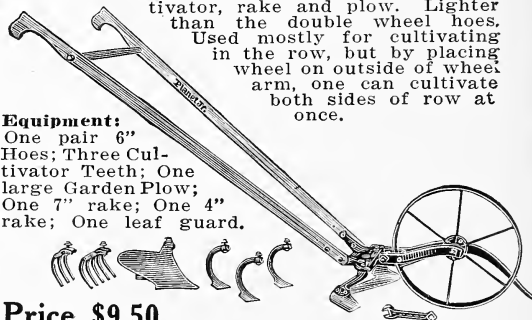 tivator, rake and plow. Lighter
than the double wheel hoes.
Used mostly for cultivating
in the row, but by placing
wheel on outside of wheel
arm, one can cultivate
both sides of row at
once.
Planet Jr.
Equipment:
One pair 6"
Hoes; Three Cul-
tivator Teeth; One
large Garden Plow;
One 7" rake; One 4"
rake; One leaf guard.
Price $9.50